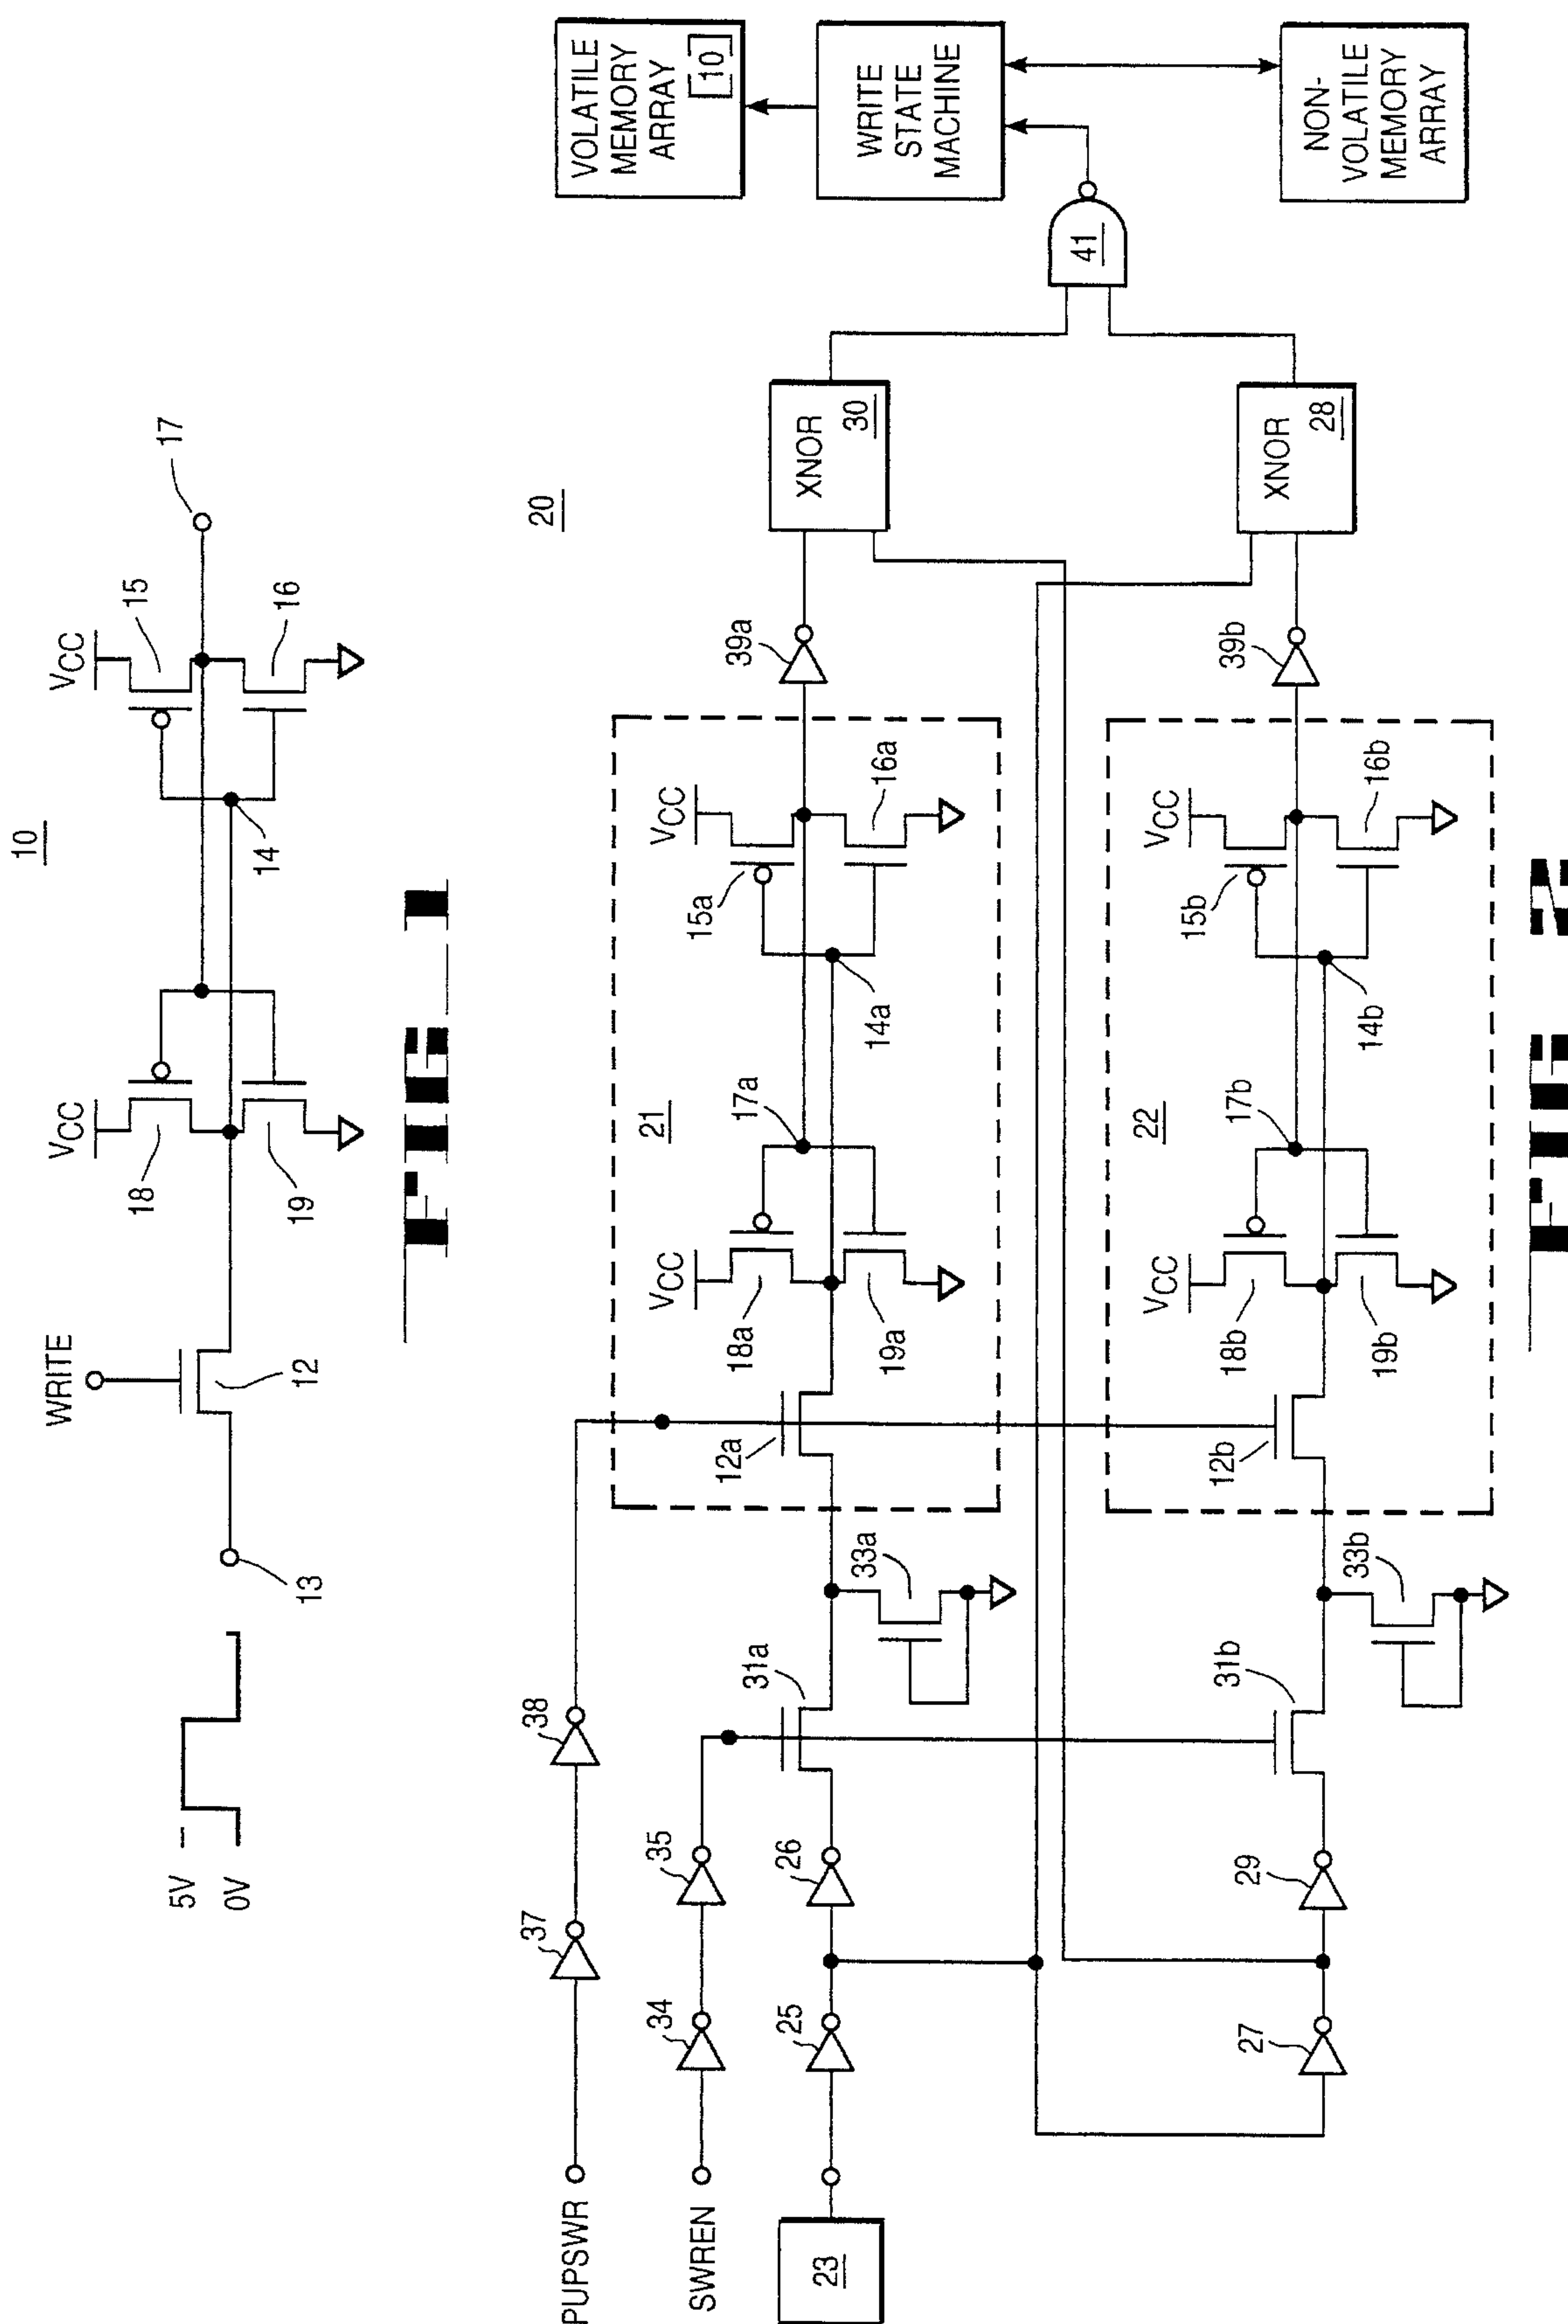 10
WRITE
VCC
VCC
5V
0V
13
12
18
19
14
15
16
17
FIG 1
20
PUPSWR
37
38
SWREN
34
35
23
25
26
31a
33a
12a
21
VCC
18a
19a
17a
14a
VCC
15a
16a
39a
XNOR
30
27
29
31b
33b
12b
22
VCC
18b
19b
17b
14b
VCC
15b
16b
39b
XNOR
28
41
VOLATILE
MEMORY
ARRAY
10
WRITE
STATE
MACHINE
NON-
VOLATILE
MEMORY
ARRAY
FIG 2